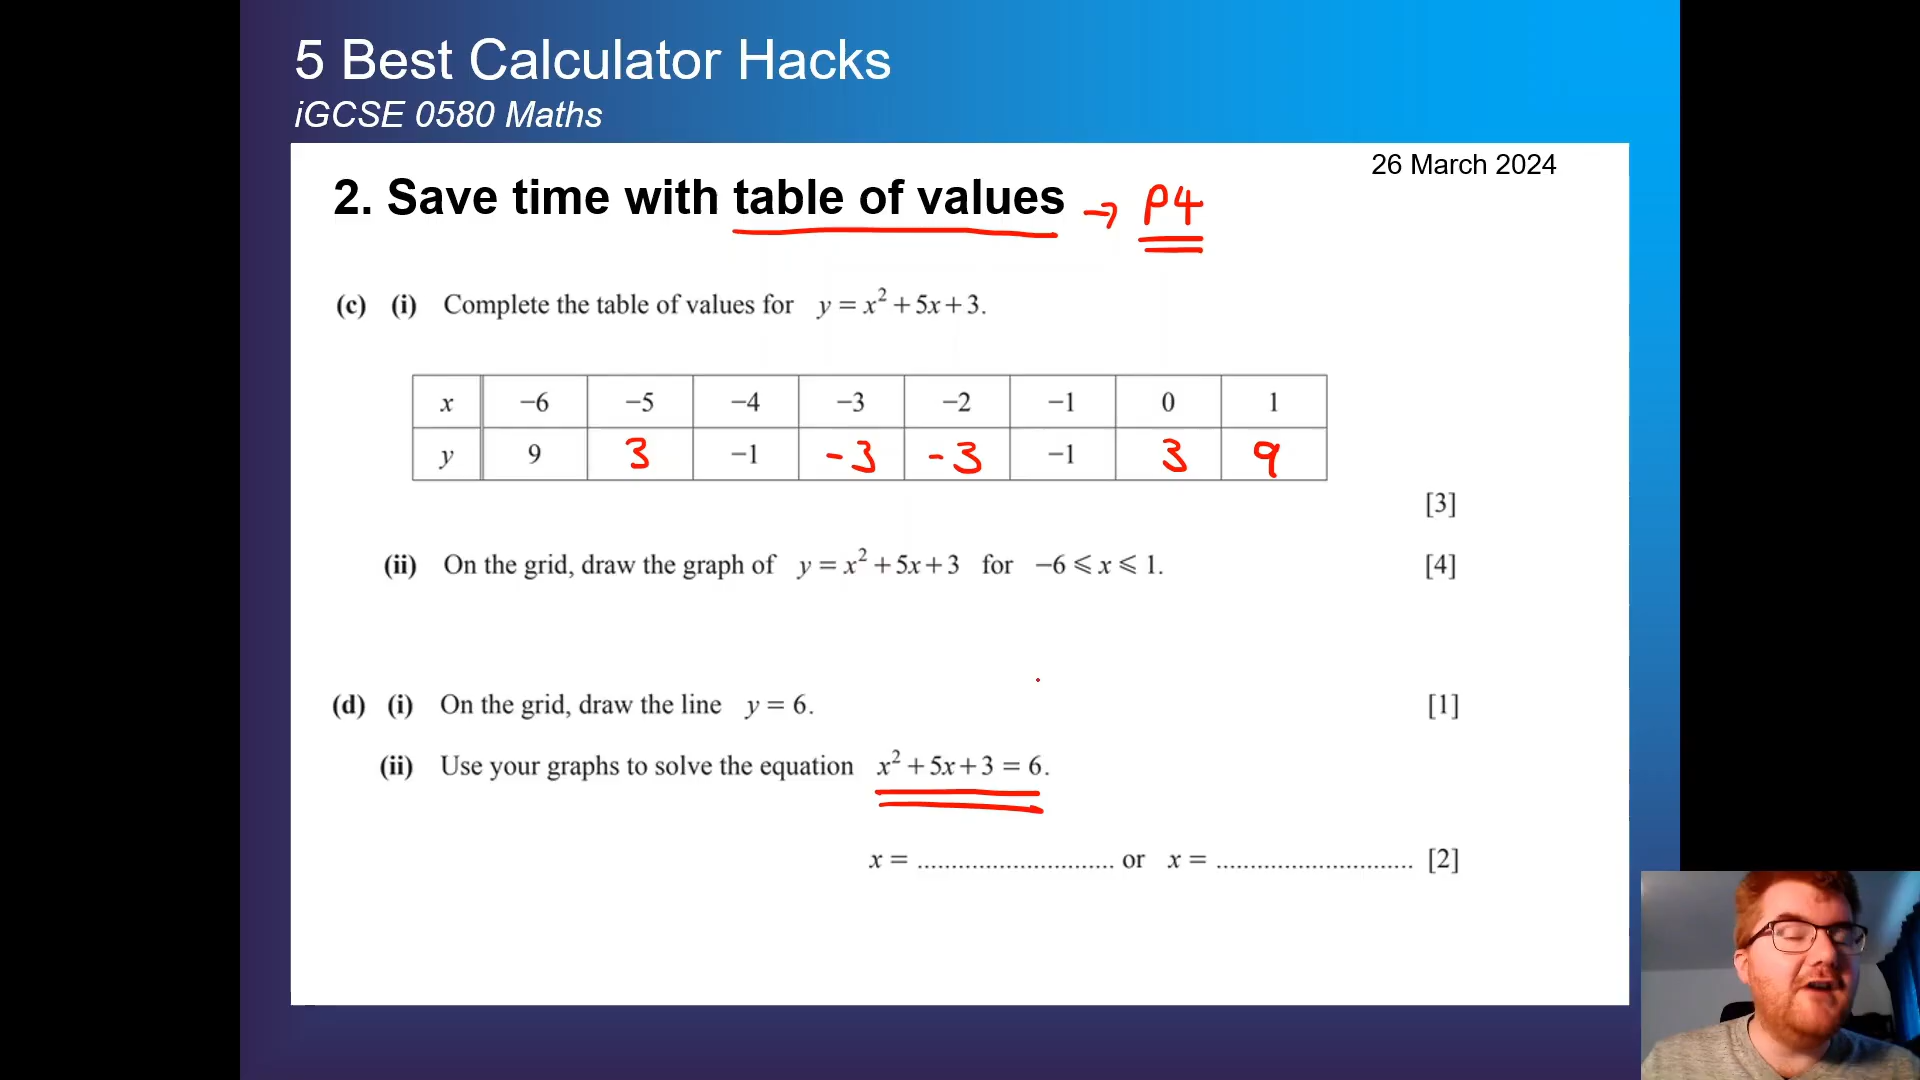 5 Best Calculator Hacks
iGCSE 0580 Maths
26 March 2024
2. Save time with table of values → P4
(c) (i) Complete the table of values for y = x² + 5x + 3.
x −6 −5 −4 −3 −2 −1 0 1
y 9 3 −1 -3 -3 −1 3 9
[3]
(ii) On the grid, draw the graph of y = x² + 5x + 3 for −6 ⩽ x ⩽ 1. [4]
(d) (i) On the grid, draw the line y = 6. [1]
(ii) Use your graphs to solve the equation x² + 5x + 3 = 6.
x = ............................. or x = ............................. [2]